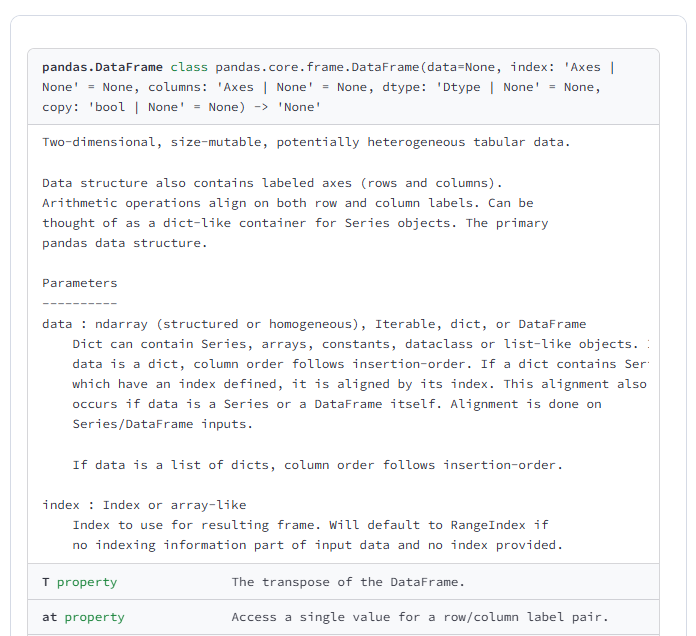 pandas.DataFrame class pandas.core.frame.DataFrame(data=None, index: 'Axes |
None' = None, columns: 'Axes | None' = None, dtype: 'Dtype | None' = None,
copy: 'bool | None' = None) -> 'None'
Two-dimensional, size-mutable, potentially heterogeneous tabular data.
Data structure also contains labeled axes (rows and columns).
Arithmetic operations align on both row and column labels. Can be
thought of as a dict-like container for Series objects. The primary
pandas data structure.
Parameters
----------
data : ndarray (structured or homogeneous), Iterable, dict, or DataFrame
Dict can contain Series, arrays, constants, dataclass or list-like objects.
data is a dict, column order follows insertion-order. If a dict contains
which have an index defined, it is aligned by its index. This alignment also
occurs if data is a Series or a DataFrame itself. Alignment is done on
Series/DataFrame inputs.
If data is a list of dicts, column order follows insertion-order.
index : Index or array-like
Index to use for resulting frame. Will default to RangeIndex if
no indexing information part of input data and no index provided.
T property The transpose of the DataFrame.
at property Access a single value for a row/column label pair.